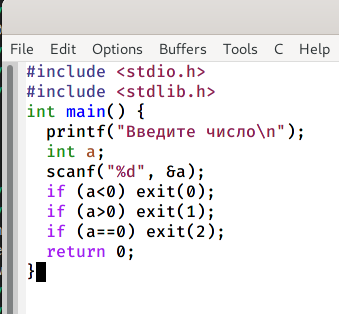 File Edit Options Buffers Tools C Help
#include <stdio.h>
#include <stdlib.h>
int main() {
  printf("Введите число\n");
  int a;
  scanf("%d", &a);
  if (a<0) exit(0);
  if (a>0) exit(1);
  if (a==0) exit(2);
  return 0;
}